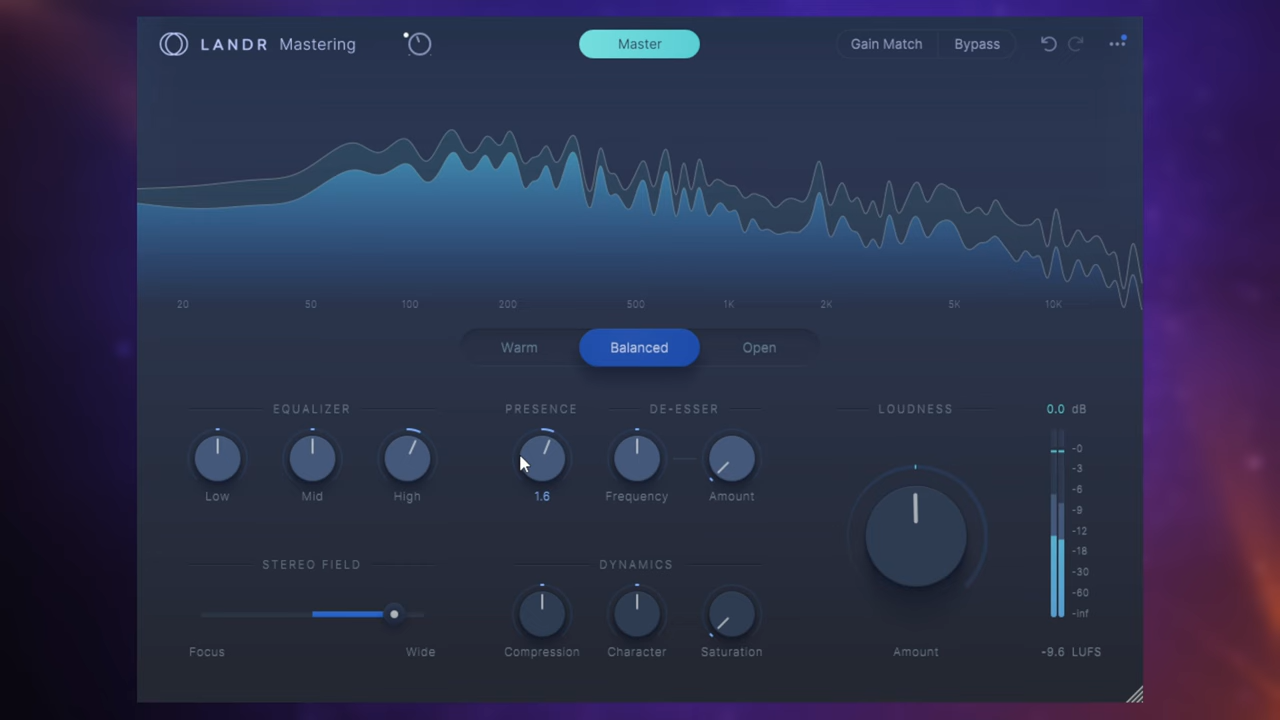 LANDR Mastering
Master
Gain Match
Bypass
20 50 100 200 500 1K 2K 5K 10K
Warm
Balanced
Open
EQUALIZER
PRESENCE
DE-ESSER
LOUDNESS
0.0 dB
Low
Mid
High
1.6
Frequency
Amount
-0
-3
-6
-9
-12
-18
-30
-60
-inf
STEREO FIELD
DYNAMICS
Focus
Wide
Compression
Character
Saturation
Amount
-9.6 LUFS